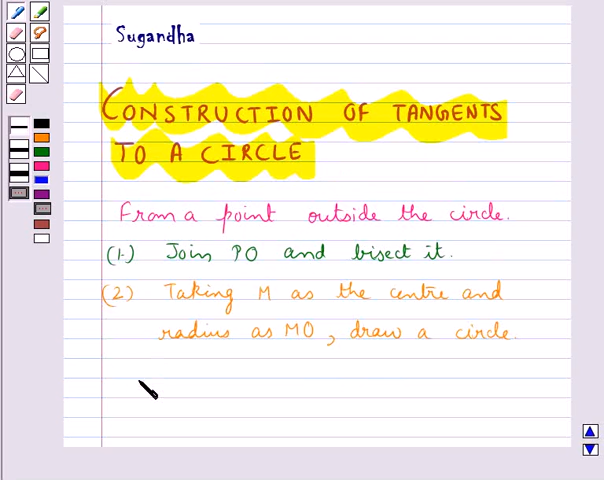 Sugandha
CONSTRUCTION OF TANGENTS
TO A CIRCLE
From a point outside the circle.
(1.) Join PO and bisect it.
(2) Taking M as the centre and
radius as MO, draw a circle.